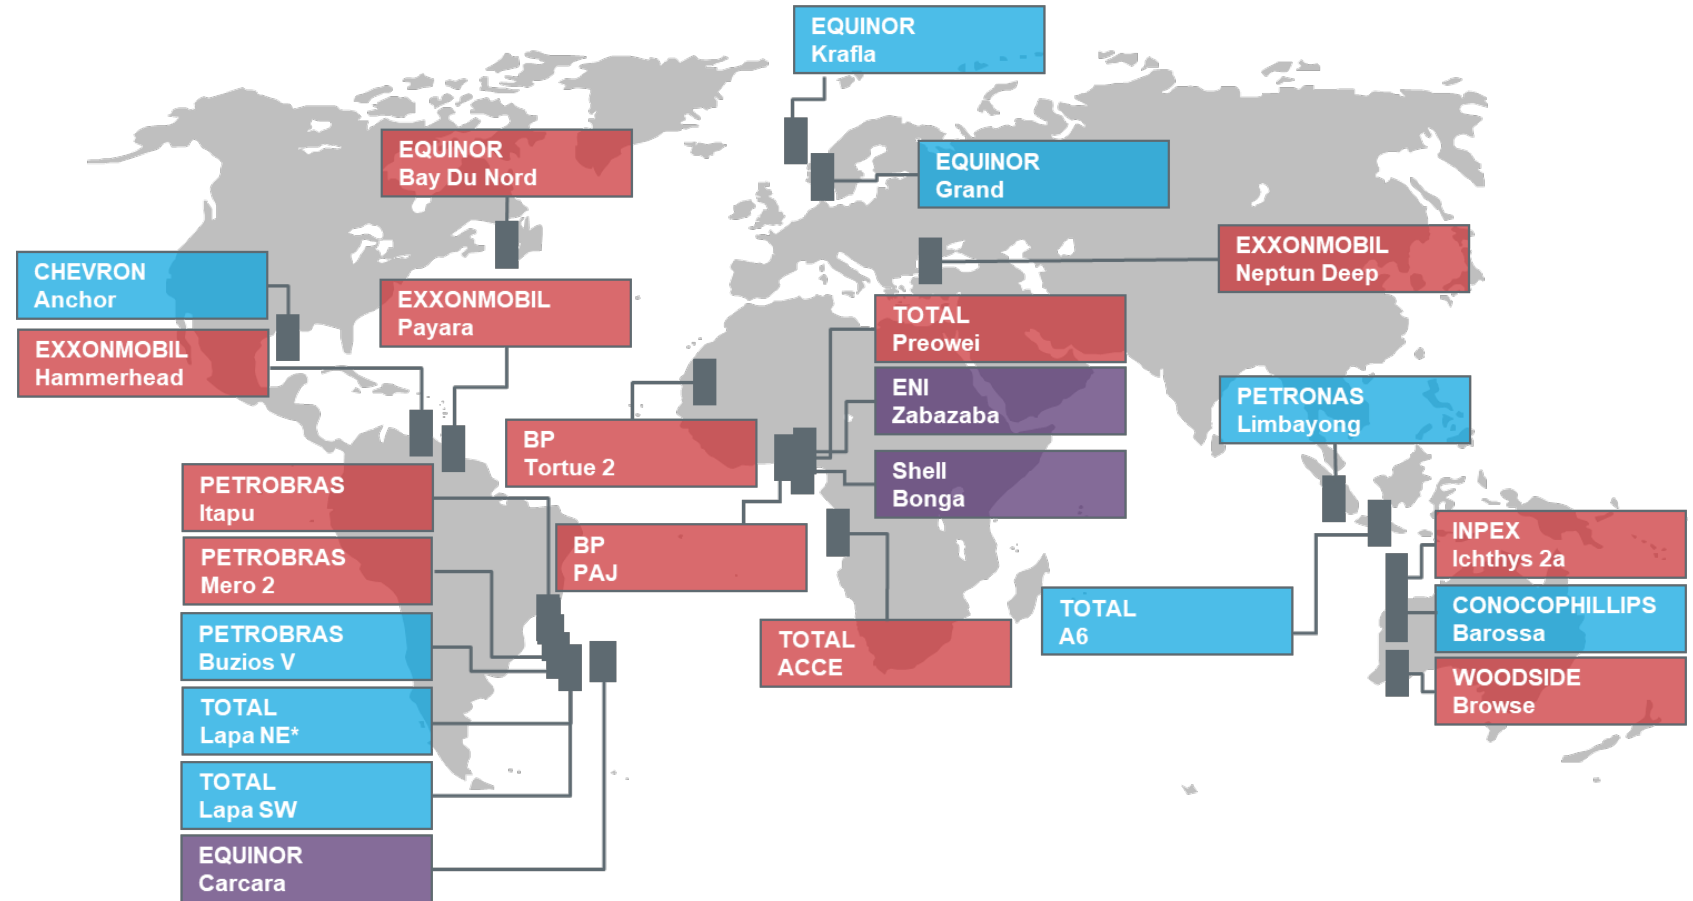 EQUINOR
Krafla
EQUINOR
Bay Du Nord
EQUINOR
Grand
EXXONMOBIL
Neptun Deep
CHEVRON
Anchor
EXXONMOBIL
Payara
TOTAL
Preowei
EXXONMOBIL
Hammerhead
ENI
Zabazaba
PETRONAS
Limbayong
BP
Tortue 2
Shell
Bonga
PETROBRAS
Itapu
BP
PAJ
INPEX
Ichthys 2a
PETROBRAS
Mero 2
TOTAL
A6
CONOCOPHILLIPS
Barossa
PETROBRAS
Buzios V
TOTAL
ACCE
WOODSIDE
Browse
TOTAL
Lapa NE*
TOTAL
Lapa SW
EQUINOR
Carcara